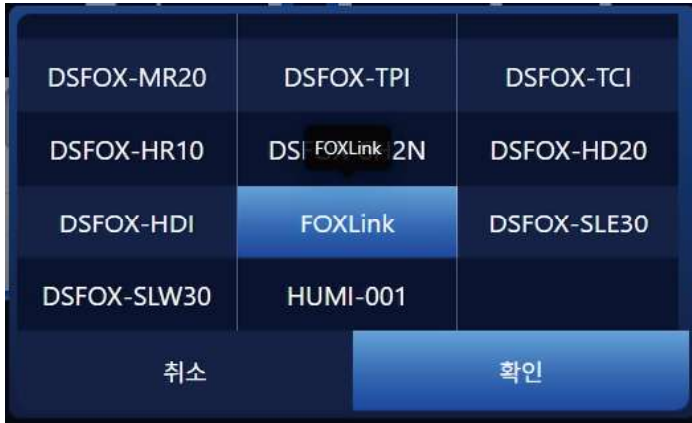 DSFOX-MR20 DSFOX-TPI DSFOX-TCI
DSFOX-HR10 2N DSFOX-HD20
FOXLink
DSFOX-HDI FOXLink DSFOX-SLE30
DSFOX-SLW30 HUMI-001
취소 확인